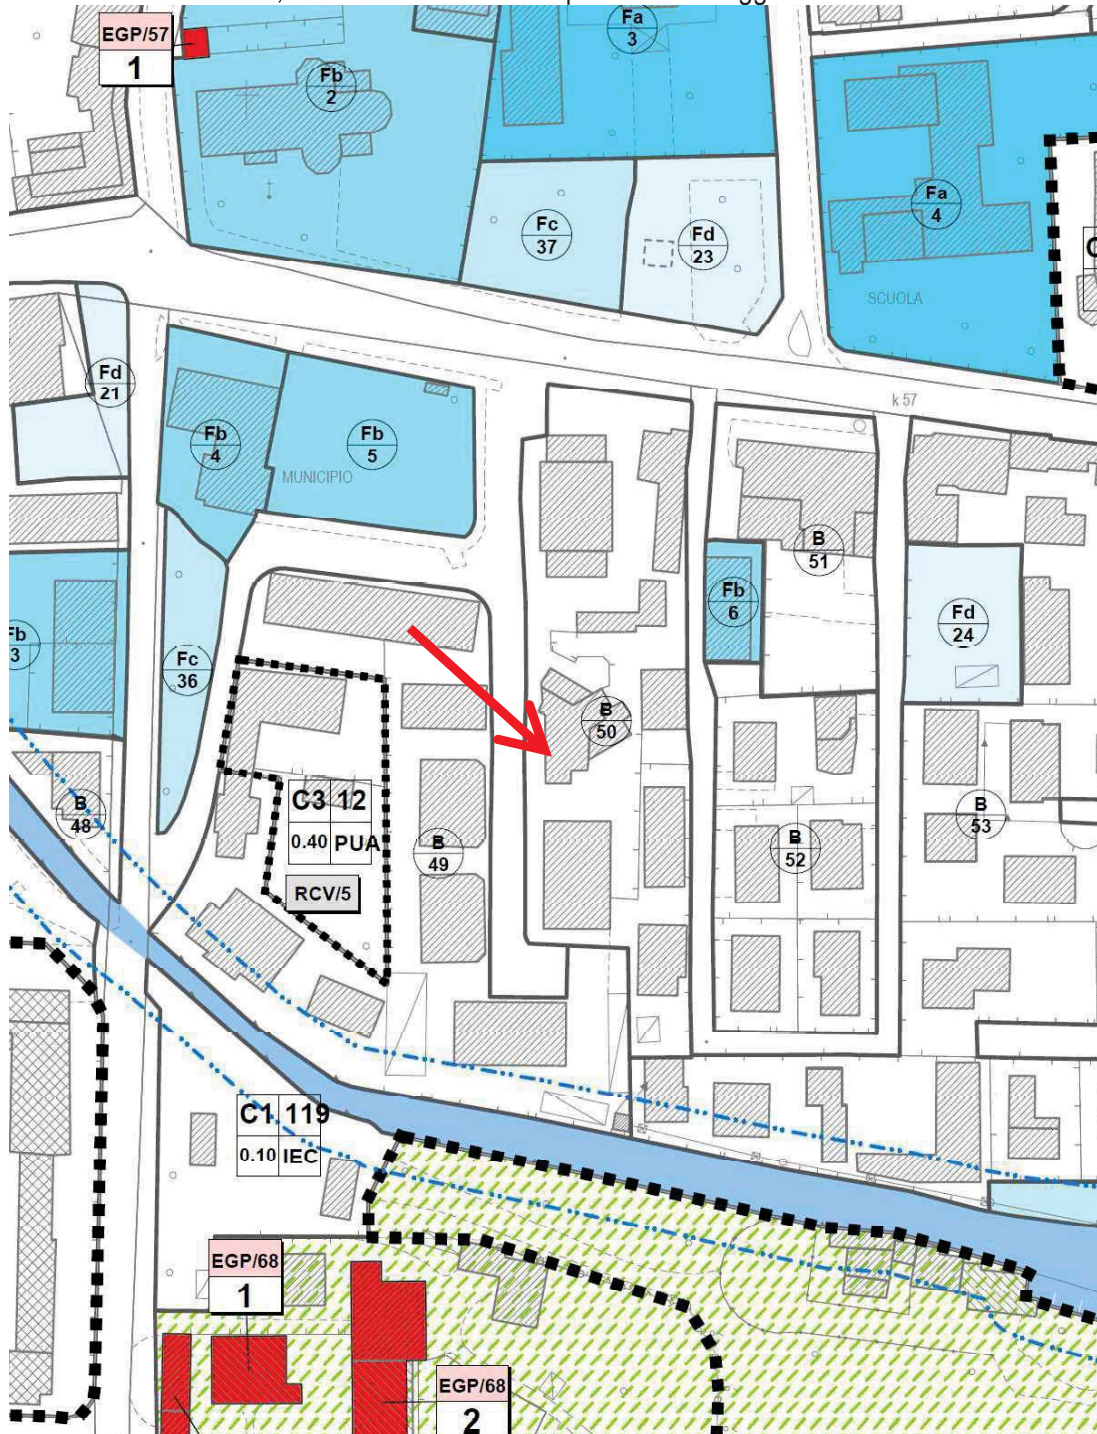 EGP/57
1
Fb
2
Fa
3
Fa
4
Fc
37
Fd
23
SCUOLA
Fd
21
k 57
Fb
4
Fb
5
MUNICIPIO
B
51
Fb
6
Fd
24
Fb
3
Fc
36
B
50
C3 12
0.40 PUA
RCV/5
B
48
B
49
B
52
B
53
C1 119
0.10 IEC
EGP/68
1
EGP/68
2